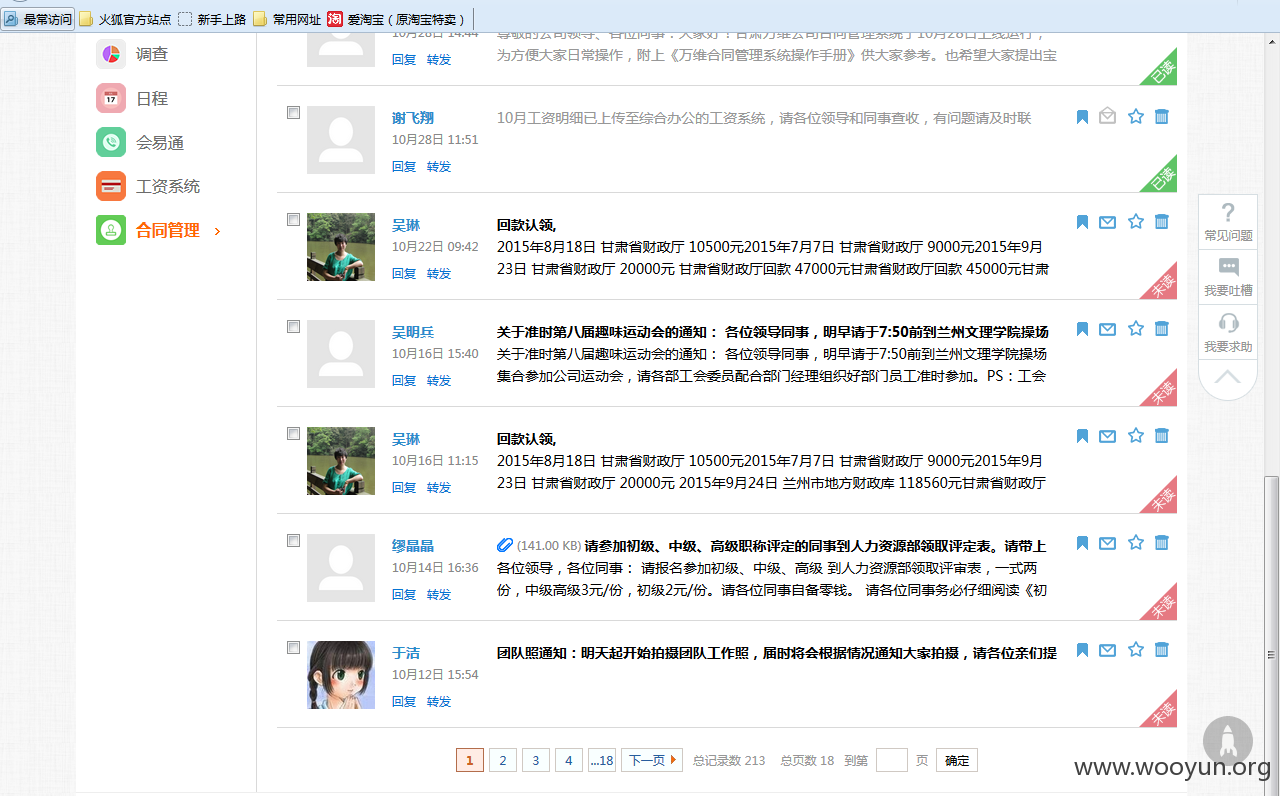 最常访问 火狐官方站点 新手上路 常用网址 淘 爱淘宝（原淘宝特卖）
调查
17 日程
会易通
工资系统
合同管理 ›
10月28日 14:44 尊敬的公司领导、各位同事：大家好！甘肃万维公司合同管理系统于10月28日上线运行，
回复 转发 为方便大家日常操作，附上《万维合同管理系统操作手册》供大家参考。也希望大家提出宝
已读
谢飞翔 10月工资明细已上传至综合办公的工资系统，请各位领导和同事查收，有问题请及时联
10月28日 11:51
回复 转发
已读
吴琳 回款认领,
10月22日 09:42 2015年8月18日 甘肃省财政厅 10500元2015年7月7日 甘肃省财政厅 9000元2015年9月
回复 转发 23日 甘肃省财政厅 20000元 甘肃省财政厅回款 47000元甘肃省财政厅回款 45000元甘肃
未读
吴明兵 关于准时第八届趣味运动会的通知： 各位领导同事，明早请于7:50前到兰州文理学院操场
10月16日 15:40 关于准时第八届趣味运动会的通知： 各位领导同事，明早请于7:50前到兰州文理学院操场
回复 转发 集合参加公司运动会，请各部工会委员配合部门经理组织好部门员工准时参加。PS：工会
未读
吴琳 回款认领,
10月16日 11:15 2015年8月18日 甘肃省财政厅 10500元2015年7月7日 甘肃省财政厅 9000元2015年9月
回复 转发 23日 甘肃省财政厅 20000元 2015年9月24日 兰州市地方财政库 118560元甘肃省财政厅
未读
缪晶晶 (141.00 KB) 请参加初级、中级、高级职称评定的同事到人力资源部领取评定表。请带上
10月14日 16:36 各位领导，各位同事： 请报名参加初级、中级、高级 到人力资源部领取评审表，一式两
回复 转发 份，中级高级3元/份，初级2元/份。请各位同事自备零钱。 请各位同事务必仔细阅读《初
未读
于洁 团队照通知：明天起开始拍摄团队工作照，届时将会根据情况通知大家拍摄，请各位亲们提
10月12日 15:54
回复 转发
未读
1 2 3 4 ...18 下一页 总记录数 213 总页数 18 到第 页 确定
?
常见问题
我要吐槽
我要求助
www.wooyun.org